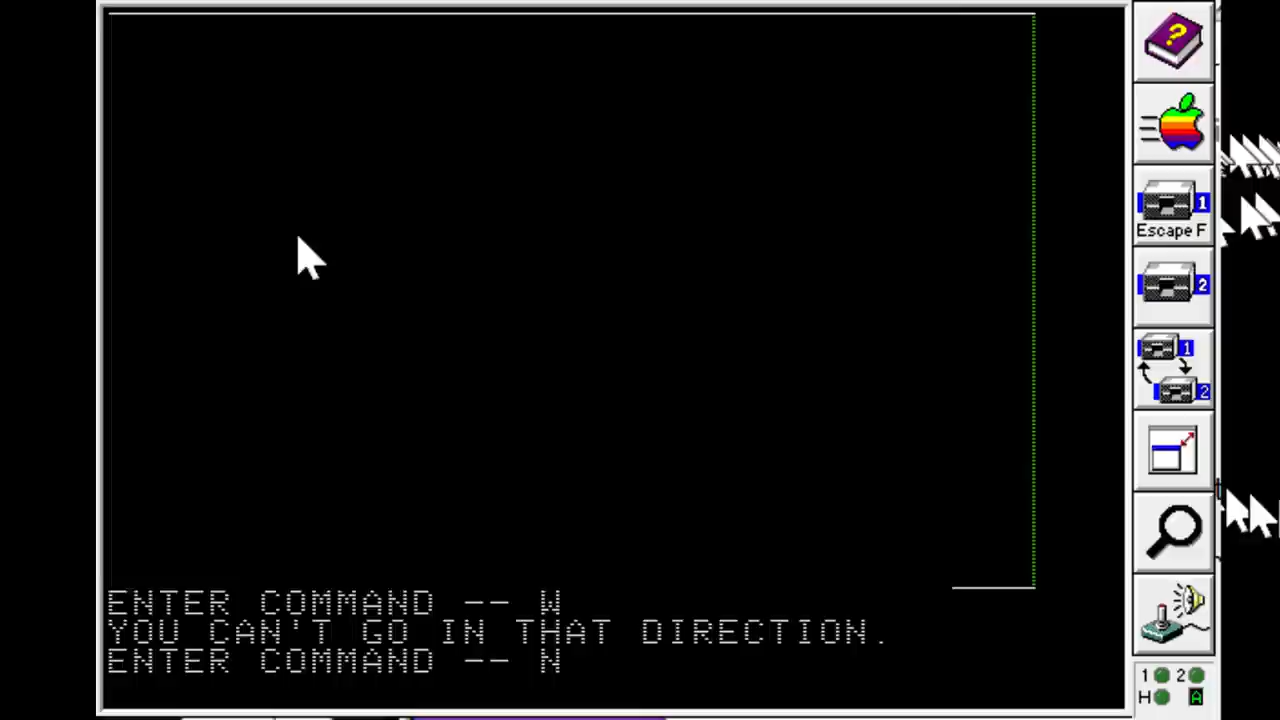 ?
1
Escape F
2
1
2
ENTER COMMAND -- W
YOU CAN'T GO IN THAT DIRECTION.
ENTER COMMAND -- N
1 2
H A